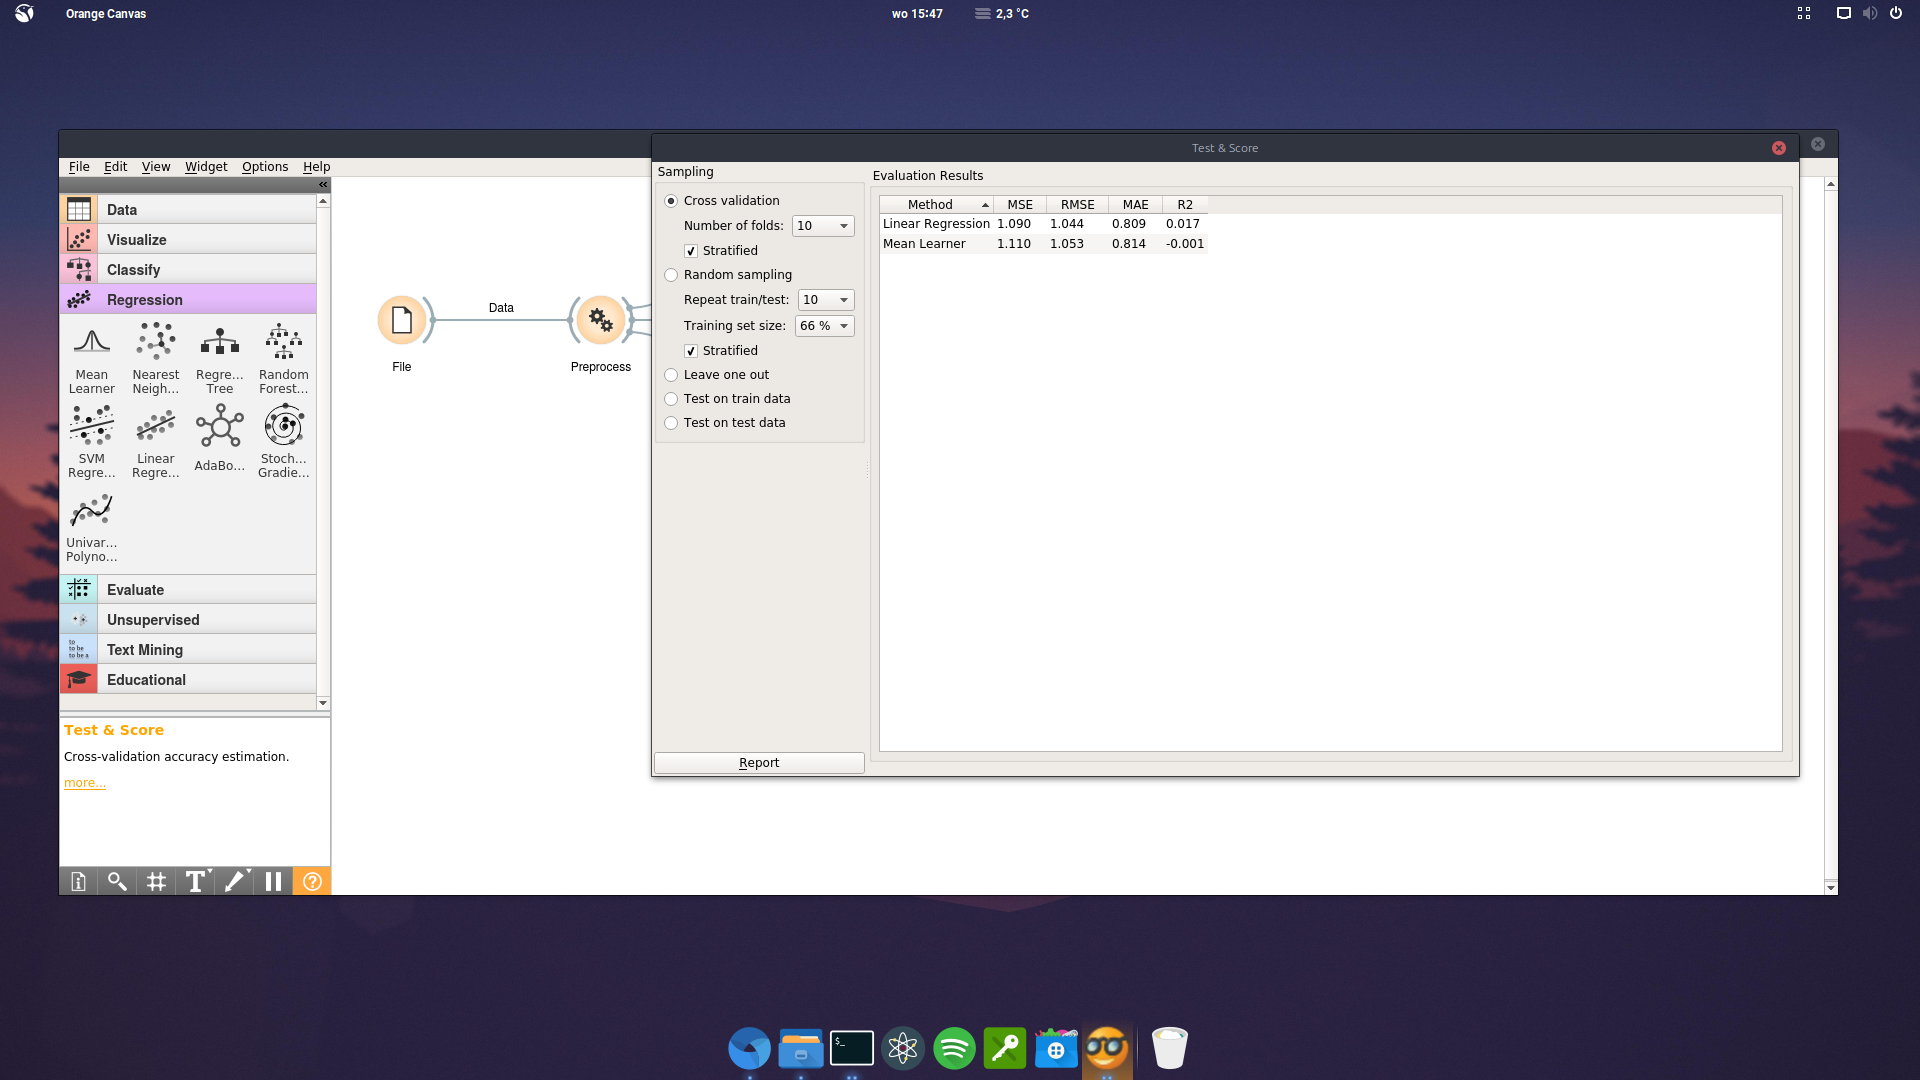 Orange Canvas
wo 15:47
2,3 °C
Test & Score
File Edit View Widget Options Help
Data
Visualize
Classify
Regression
Mean Learner
Nearest Neigh...
Regre... Tree
Random Forest...
SVM Regre...
Linear Regre...
AdaBo...
Stoch... Gradie...
Univar... Polyno...
Evaluate
Unsupervised
to
to be
to be a
Text Mining
Educational
Test & Score
Cross-validation accuracy estimation.
more...
T
?
Data
File
Preprocess
Sampling
Cross validation
Number of folds: 10
Stratified
Random sampling
Repeat train/test: 10
Training set size: 66 %
Stratified
Leave one out
Test on train data
Test on test data
Report
Evaluation Results
Method MSE RMSE MAE R2
Linear Regression 1.090 1.044 0.809 0.017
Mean Learner 1.110 1.053 0.814 -0.001
$_